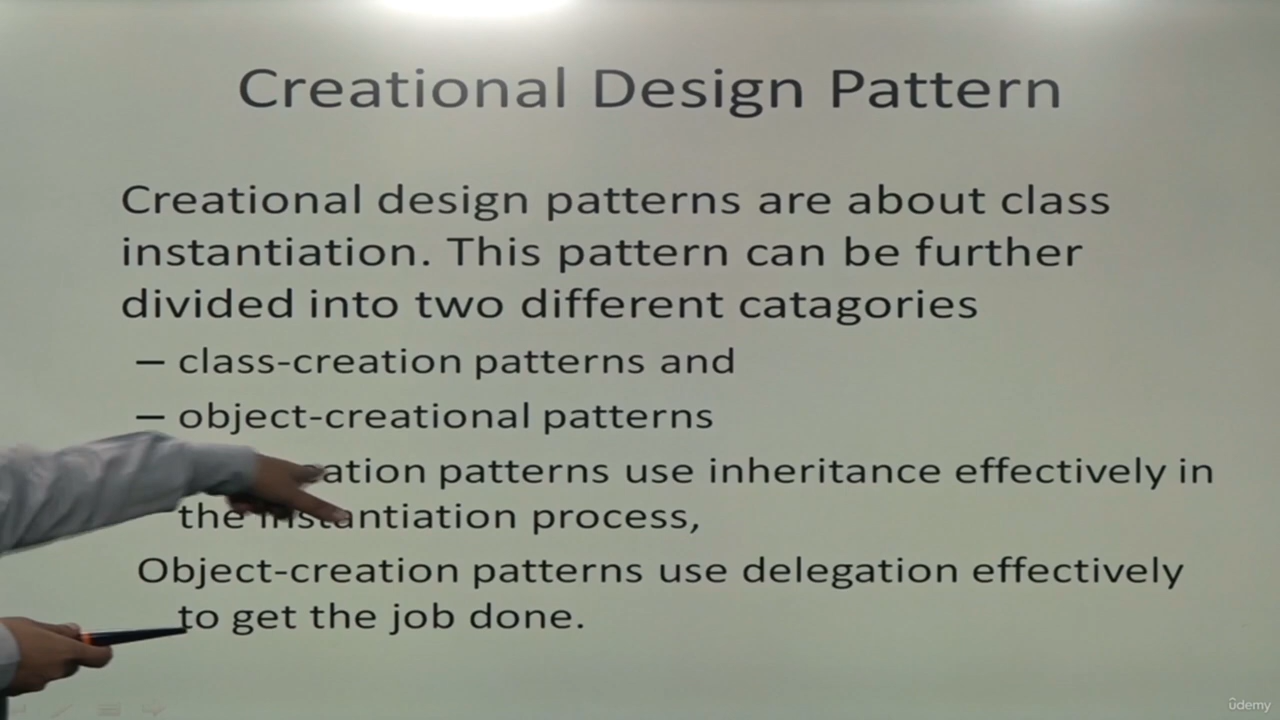 Creational Design Pattern
Creational design patterns are about class
instantiation. This pattern can be further
divided into two different catagories
– class-creation patterns and
– object-creational patterns
patterns use inheritance effectively in
the instantiation process,
Object-creation patterns use delegation effectively
to get the job done.
ûdemy